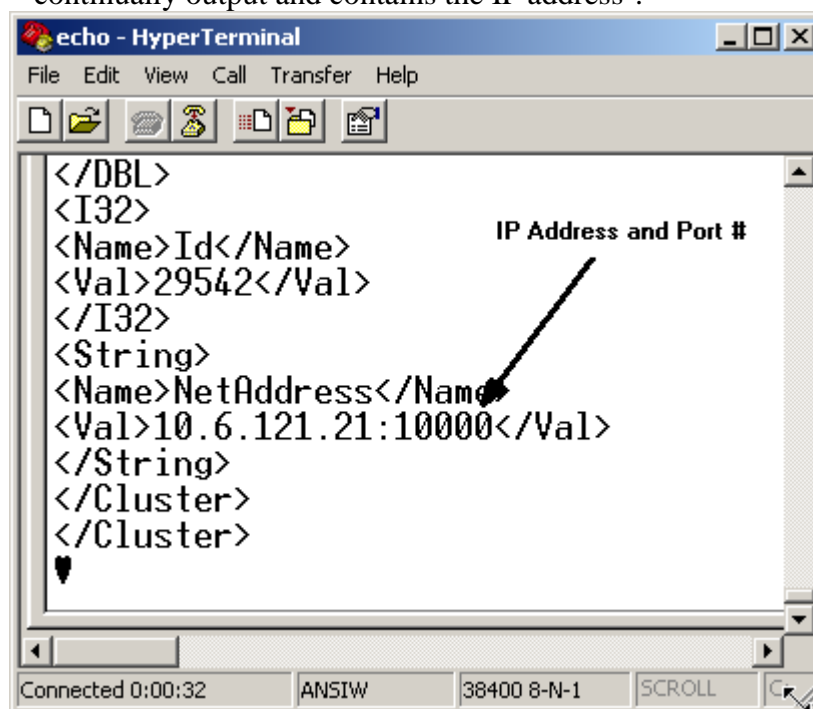 continually output and contains the IP address .
echo - HyperTerminal
File Edit View Call Transfer Help
</DBL>
<I32>
IP Address and Port #
<Name>Id</Name>
<Val>29542</Val>
</I32>
<String>
<Name>NetAddress</Name>
<Val>10.6.121.21:10000</Val>
</String>
</Cluster>
</Cluster>
Connected 0:00:32 ANSIW 38400 8-N-1 SCROLL